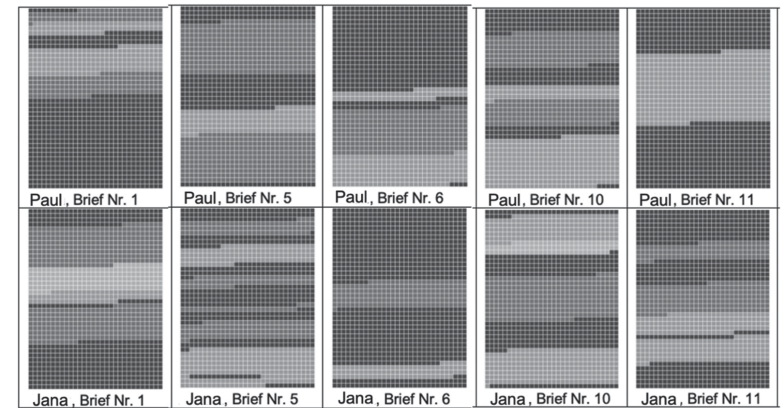 Paul, Brief Nr. 1
Paul, Brief Nr. 5
Paul, Brief Nr. 6
Paul, Brief Nr. 10
Paul, Brief Nr. 11
Jana, Brief Nr. 1
Jana, Brief Nr. 5
Jana, Brief Nr. 6
Jana, Brief Nr. 10
Jana, Brief Nr. 11